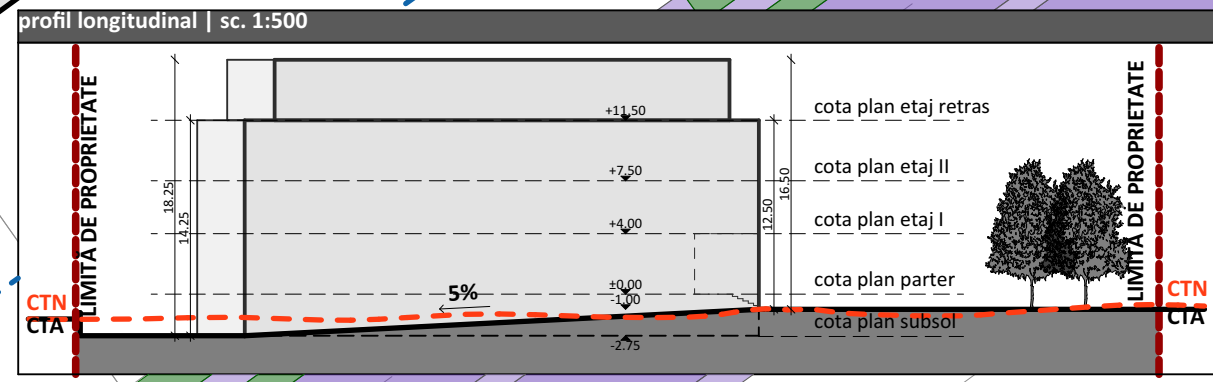 profil longitudinal | sc. 1:500
LIMITA DE PROPRIETATE
LIMITA DE PROPRIETATE
+11,50
cota plan etaj retras
+7,50
cota plan etaj II
18.25
14.25
12.50
16.50
+4,00
cota plan etaj I
±0,00
cota plan parter
-1,00
5%
CTN
CTA
CTN
CTA
cota plan subsol
-2.75